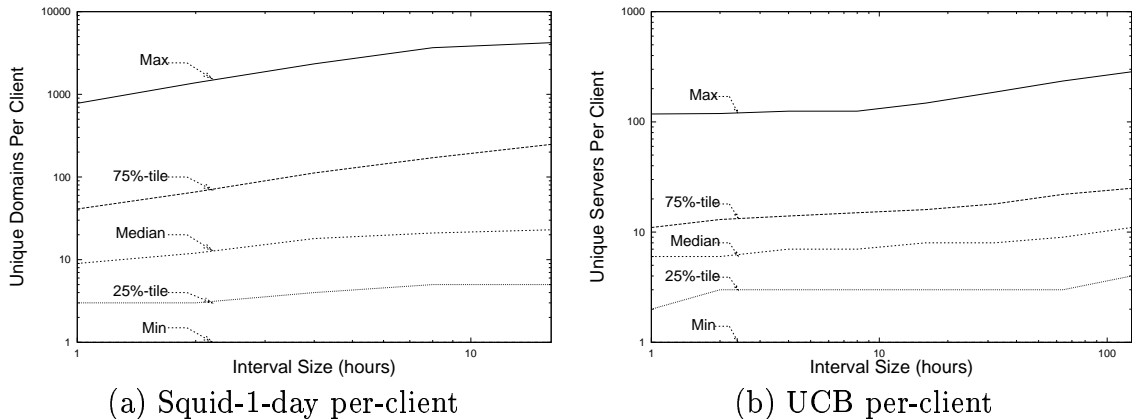 10000
1000
100
10
1
1
10
Unique Domains Per Client
Interval Size (hours)
Max
75%-tile
Median
25%-tile
Min
(a) Squid-1-day per-client
1000
100
10
1
1
10
100
Unique Servers Per Client
Interval Size (hours)
Max
75%-tile
Median
25%-tile
Min
(b) UCB per-client